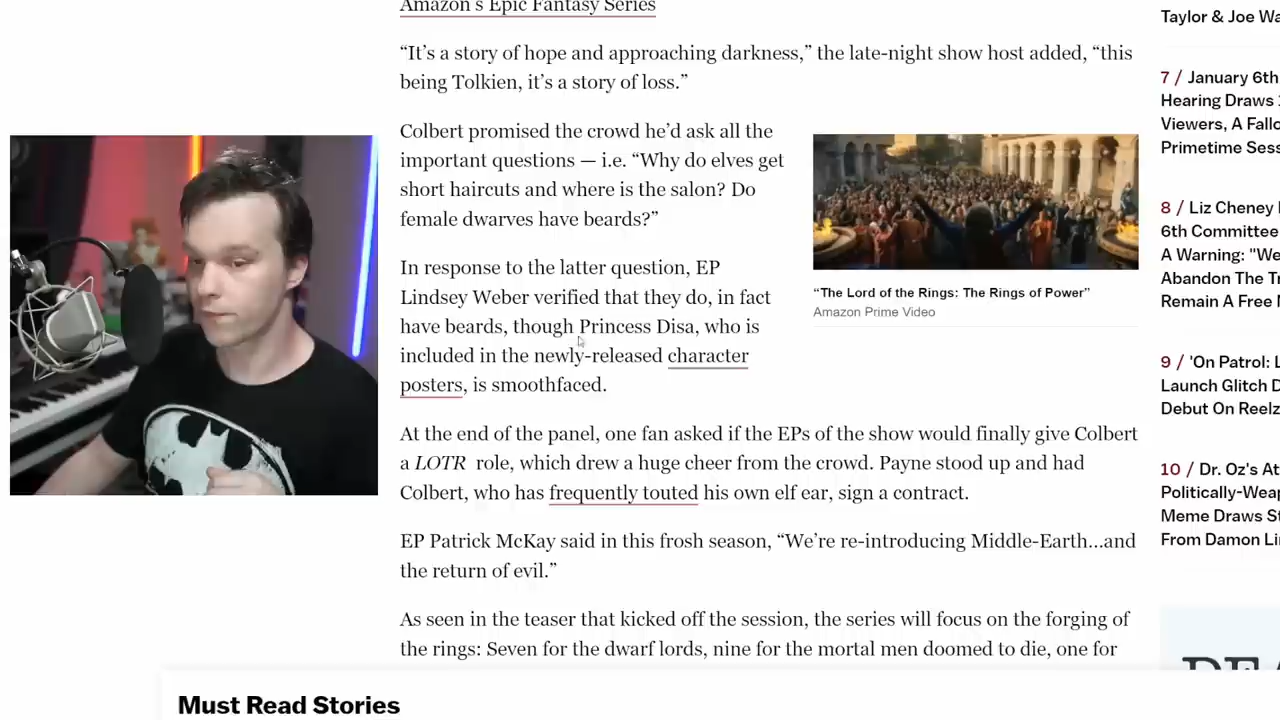 Amazon's Epic Fantasy Series
“It’s a story of hope and approaching darkness,” the late-night show host added, “this
being Tolkien, it’s a story of loss.”
Colbert promised the crowd he’d ask all the
important questions — i.e. “Why do elves get
short haircuts and where is the salon? Do
female dwarves have beards?”
In response to the latter question, EP
Lindsey Weber verified that they do, in fact
have beards, though Princess Disa, who is
included in the newly-released character
posters, is smoothfaced.
“The Lord of the Rings: The Rings of Power”
Amazon Prime Video
At the end of the panel, one fan asked if the EPs of the show would finally give Colbert
a LOTR role, which drew a huge cheer from the crowd. Payne stood up and had
Colbert, who has frequently touted his own elf ear, sign a contract.
EP Patrick McKay said in this frosh season, “We’re re-introducing Middle-Earth...and
the return of evil.”
As seen in the teaser that kicked off the session, the series will focus on the forging of
the rings: Seven for the dwarf lords, nine for the mortal men doomed to die, one for
Must Read Stories
Taylor & Joe Wa
7 / January 6th
Hearing Draws
Viewers, A Fallo
Primetime Sess
8 / Liz Cheney
6th Committee
A Warning: "We
Abandon The Tr
Remain A Free
9 / 'On Patrol: L
Launch Glitch D
Debut On Reelz
10 / Dr. Oz's At
Politically-Weap
Meme Draws St
From Damon Li